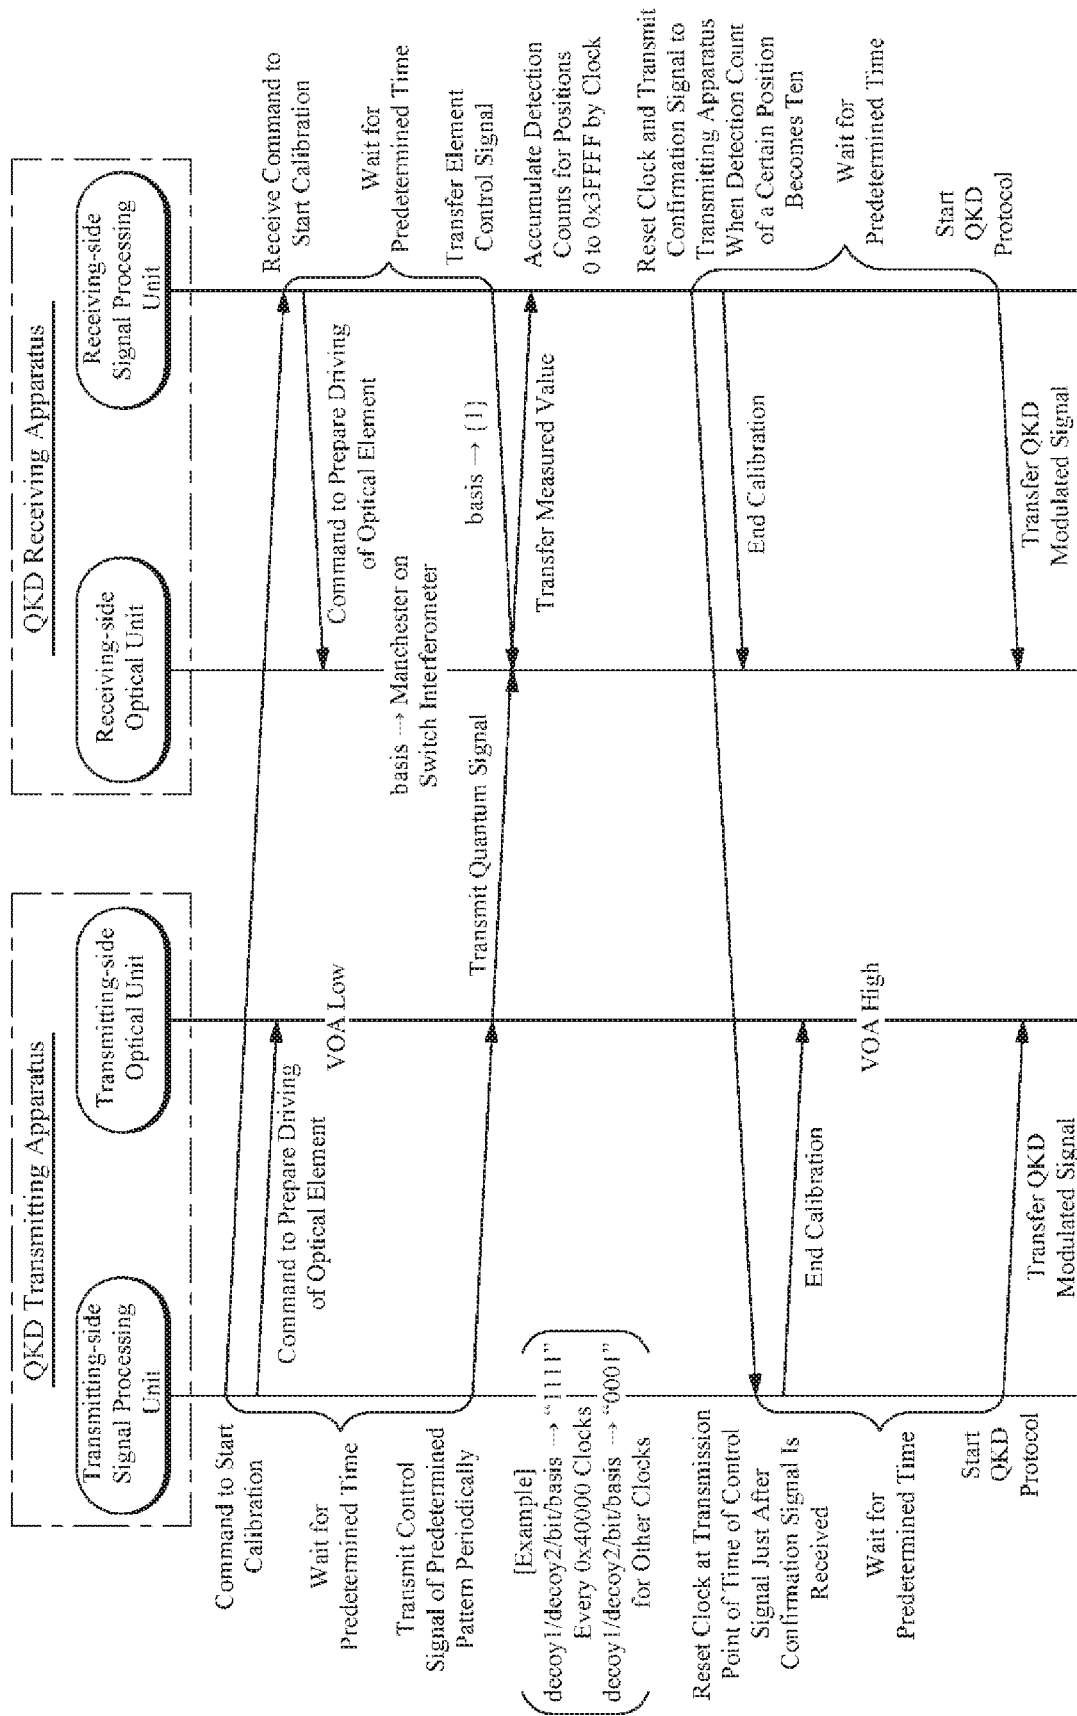 QKD Transmitting Apparatus
QKD Receiving Apparatus
Transmitting-side
Signal Processing
Unit
Transmitting-side
Optical Unit
Receiving-side
Optical Unit
Receiving-side
Signal Processing
Unit
Command to Start
Calibration
Receive Command to
Start Calibration
Command to Prepare Driving
of Optical Element
Command to Prepare Driving
of Optical Element
Wait for
Predetermined Time
VOA Low
Wait for
Predetermined Time
basis → Manchester on
Switch Interferometer
Transmit Control
Signal of Predetermined
Pattern Periodically
Transmit Quantum Signal
basis → {1}
Transfer Element
Control Signal
Transfer Measured Value
Accumulate Detection
Counts for Positions
0 to 0x3FFFF by Clock
[Example]
decoy1/decoy2/bit/basis → “1111”
Every 0x40000 Clocks
decoy1/decoy2/bit/basis → “0001”
for Other Clocks
Reset Clock and Transmit
Confirmation Signal to
Transmitting Apparatus
When Detection Count
of a Certain Position
Becomes Ten
Reset Clock at Transmission
Point of Time of Control
Signal Just After
Confirmation Signal Is
Received
End Calibration
End Calibration
Wait for
Predetermined Time
VOA High
Wait for
Predetermined Time
Start
QKD
Protocol
Start
QKD
Protocol
Transfer QKD
Modulated Signal
Transfer QKD
Modulated Signal